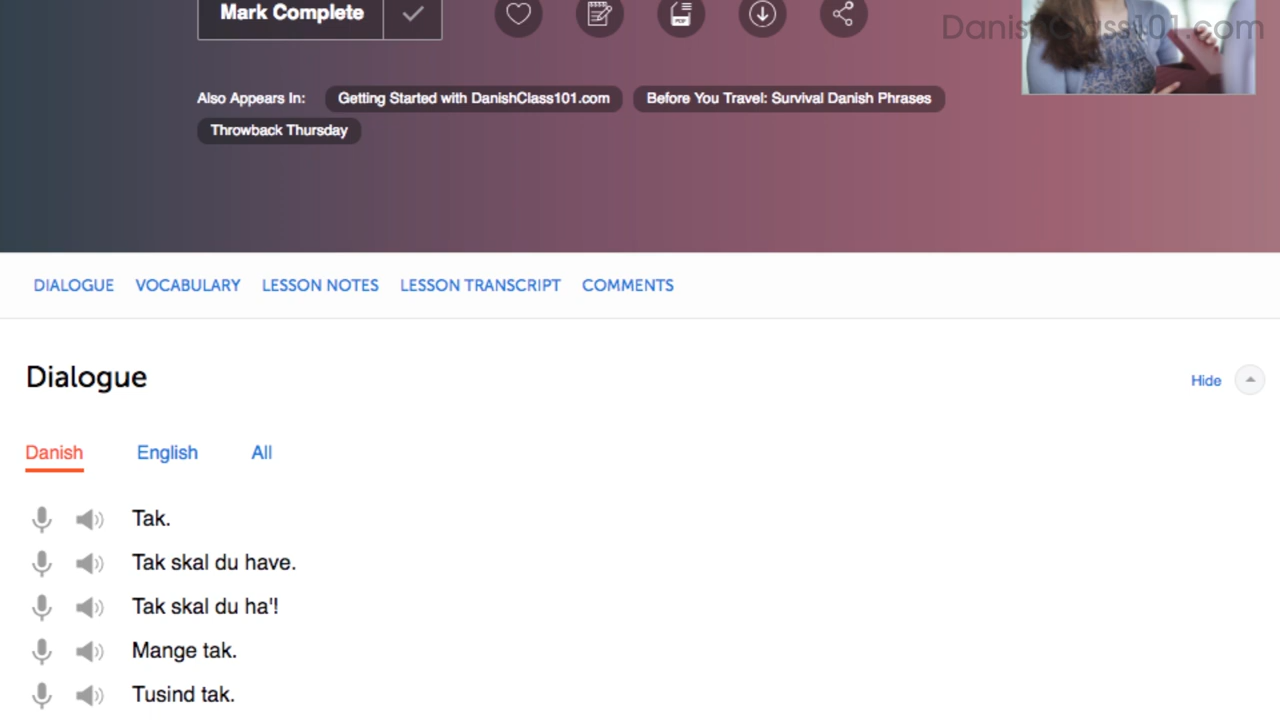 Mark Complete
DanishClass101.com
PDF
Also Appears In: Getting Started with DanishClass101.com Before You Travel: Survival Danish Phrases
Throwback Thursday
DIALOGUE VOCABULARY LESSON NOTES LESSON TRANSCRIPT COMMENTS
Dialogue
Hide
Danish English All
Tak.
Tak skal du have.
Tak skal du ha'!
Mange tak.
Tusind tak.